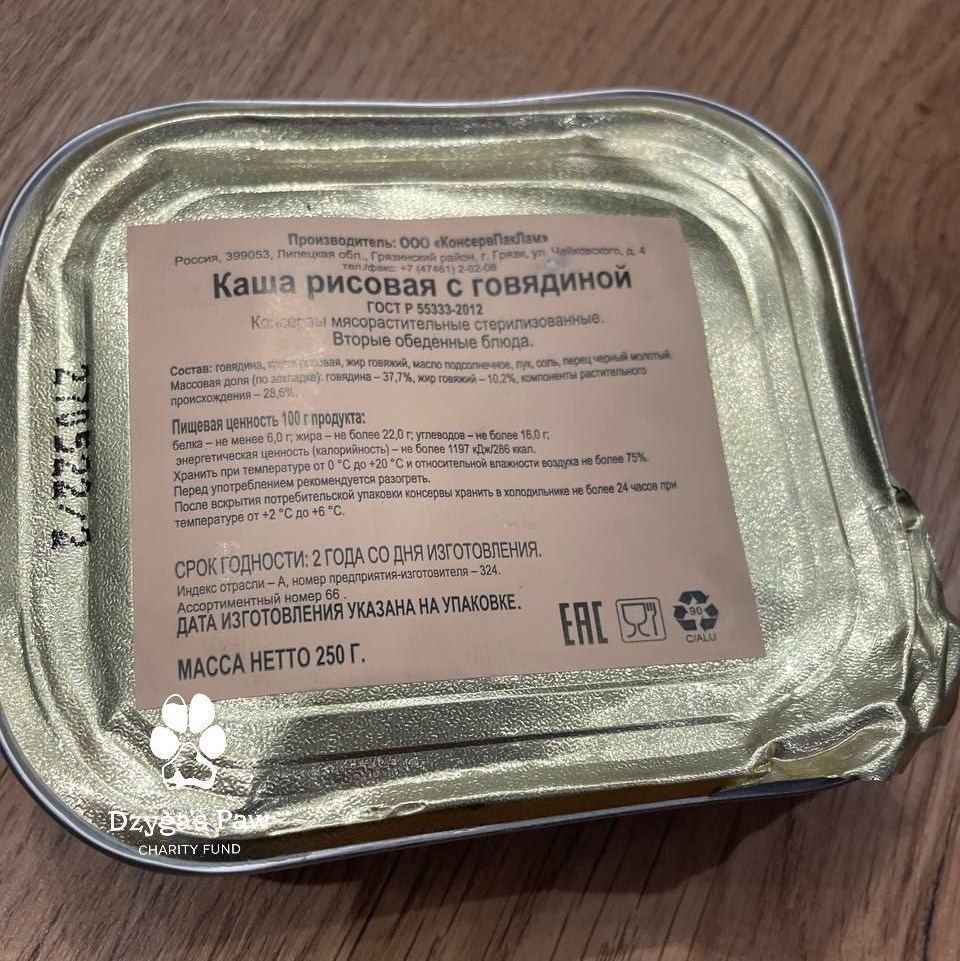 Производитель: ООО «КонсервПакЛам»
Россия, 399053, Липецкая обл., Грязинский район, г. Грязи, ул. Чайковского, д. 4
тел./факс: +7 (47461) 2-02-08
Каша рисовая с говядиной
ГОСТ Р 55333-2012
Консервы мясорастительные стерилизованные.
Вторые обеденные блюда.
Состав: говядина, крупа рисовая, жир говяжий, масло подсолнечное, лук, соль, перец черный молотый.
Массовая доля (по закладке): говядина – 37,7%, жир говяжий – 10,2%, компоненты растительного
происхождения – 28,6%.
Пищевая ценность 100 г продукта:
белка – не менее 6,0 г; жира – не более 22,0 г; углеводов – не более 16,0 г;
энергетическая ценность (калорийность) – не более 1197 кДж/286 ккал.
Хранить при температуре от 0 °С до +20 °С и относительной влажности воздуха не более 75%.
Перед употреблением рекомендуется разогреть.
После вскрытия потребительской упаковки консервы хранить в холодильнике не более 24 часов при
температуре от +2 °С до +6 °С.
СРОК ГОДНОСТИ: 2 ГОДА СО ДНЯ ИЗГОТОВЛЕНИЯ.
Индекс отрасли – А, номер предприятия-изготовителя – 324.
Ассортиментный номер 66 .
ДАТА ИЗГОТОВЛЕНИЯ УКАЗАНА НА УПАКОВКЕ.
МАССА НЕТТО 250 Г.
EAC
90
C/ALU
Dzyga's Paw
CHARITY FUND